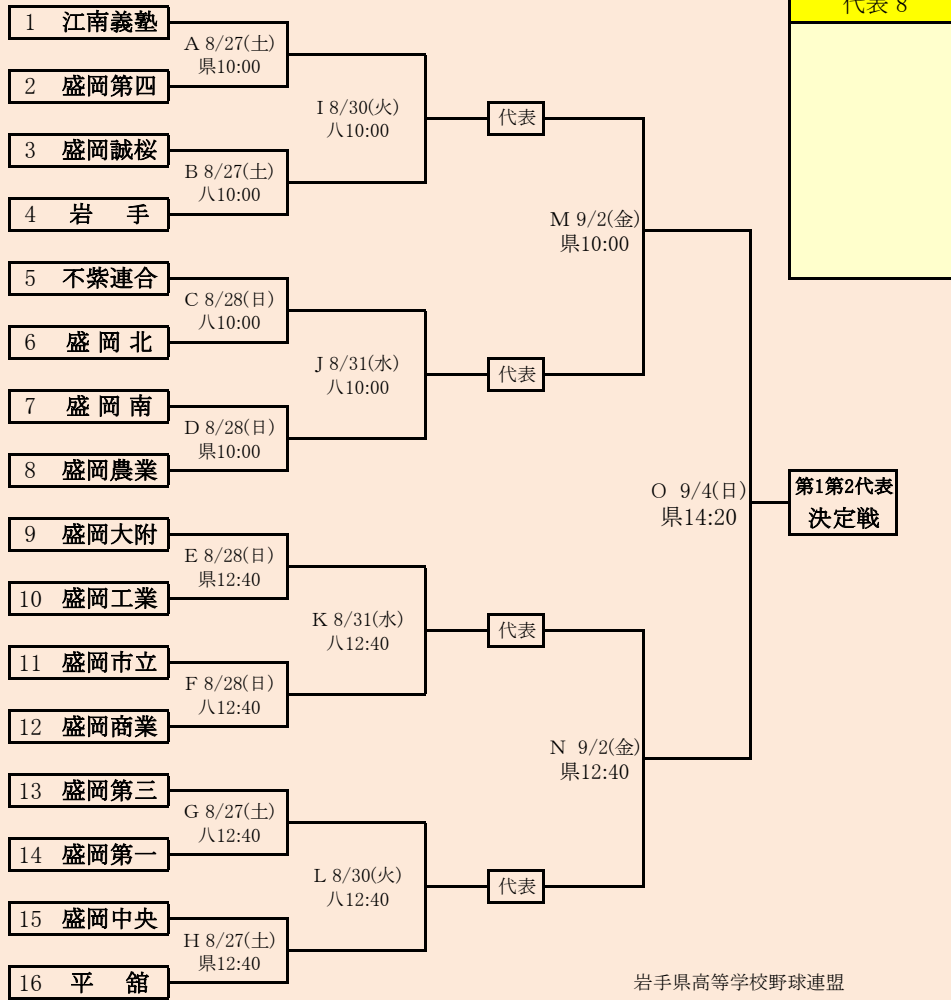 代表 8
1 江南義塾
A 8/27(土)
県10:00
2 盛岡第四
I 8/30(火)
八10:00
代表
3 盛岡誠桜
B 8/27(土)
八10:00
4 岩 手
M 9/2(金)
県10:00
5 不紫連合
C 8/28(日)
八10:00
6 盛 岡 北
J 8/31(水)
八10:00
代表
7 盛 岡 南
D 8/28(日)
県10:00
8 盛岡農業
O 9/4(日)
県14:20
第1第2代表
決定戦
9 盛岡大附
E 8/28(日)
県12:40
10 盛岡工業
K 8/31(水)
八12:40
代表
11 盛岡市立
F 8/28(日)
八12:40
12 盛岡商業
N 9/2(金)
県12:40
13 盛岡第三
G 8/27(土)
八12:40
14 盛岡第一
L 8/30(火)
八12:40
代表
15 盛岡中央
H 8/27(土)
県12:40
16 平 舘
岩手県高等学校野球連盟